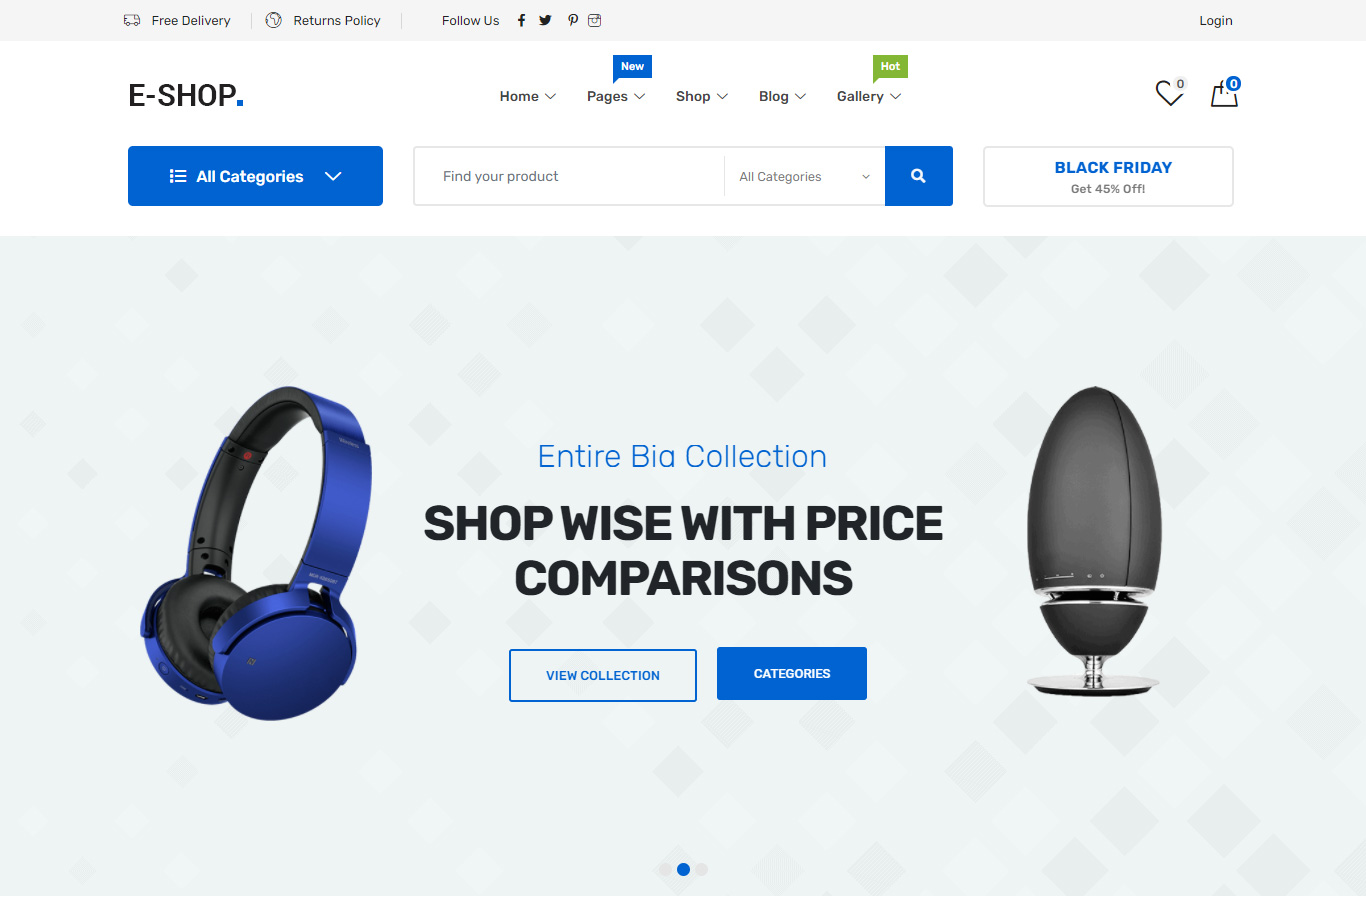 Free Delivery
Returns Policy
Follow Us
Login
New
Hot
E-SHOP.
Home
Pages
Shop
Blog
Gallery
0
0
All Categories
Find your product
All Categories
BLACK FRIDAY
Get 45% Off!
Entire Bia Collection
SHOP WISE WITH PRICE
COMPARISONS
VIEW COLLECTION
CATEGORIES